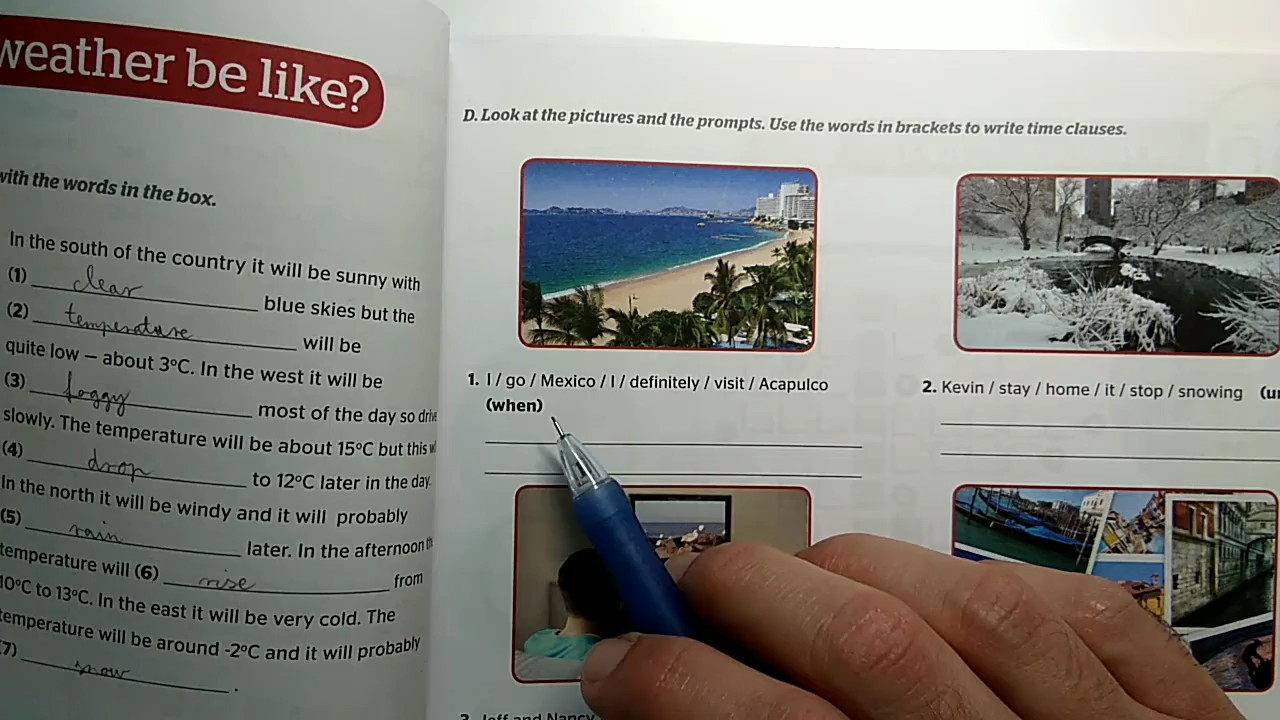 weather be like?
with the words in the box.
In the south of the country it will be sunny with
(1) clear blue skies but the
(2) temperature will be
quite low – about 3°C. In the west it will be
(3) foggy most of the day so drive
slowly. The temperature will be about 15°C but this
(4) drop to 12°C later in the day.
In the north it will be windy and it will probably
(5) rain later. In the afternoon
temperature will (6) rise from
10°C to 13°C. In the east it will be very cold. The
temperature will be around -2°C and it will probably
7) snow .
D. Look at the pictures and the prompts. Use the words in brackets to write time clauses.
1. I / go / Mexico / I / definitely / visit / Acapulco
(when)
2. Kevin / stay / home / it / stop / snowing
3. Jeff and Nancy